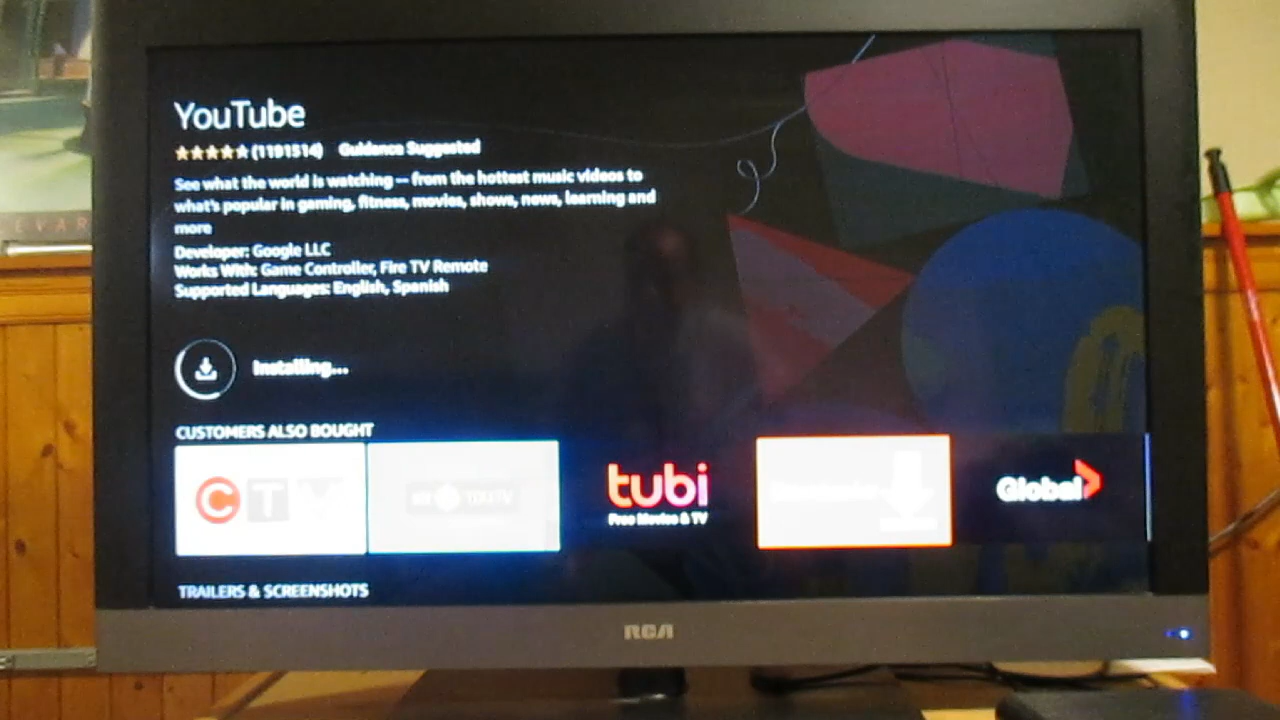 YouTube
(1191514) Guidance Suggested
See what the world is watching -- from the hottest music videos to
what's popular in gaming, fitness, movies, shows, news, learning and
more
Developer: Google LLC
Works With: Game Controller, Fire TV Remote
Supported Languages: English, Spanish
Installing...
CUSTOMERS ALSO BOUGHT
CTV
tubi
Free Movies & TV
Global
TRAILERS & SCREENSHOTS
RCA